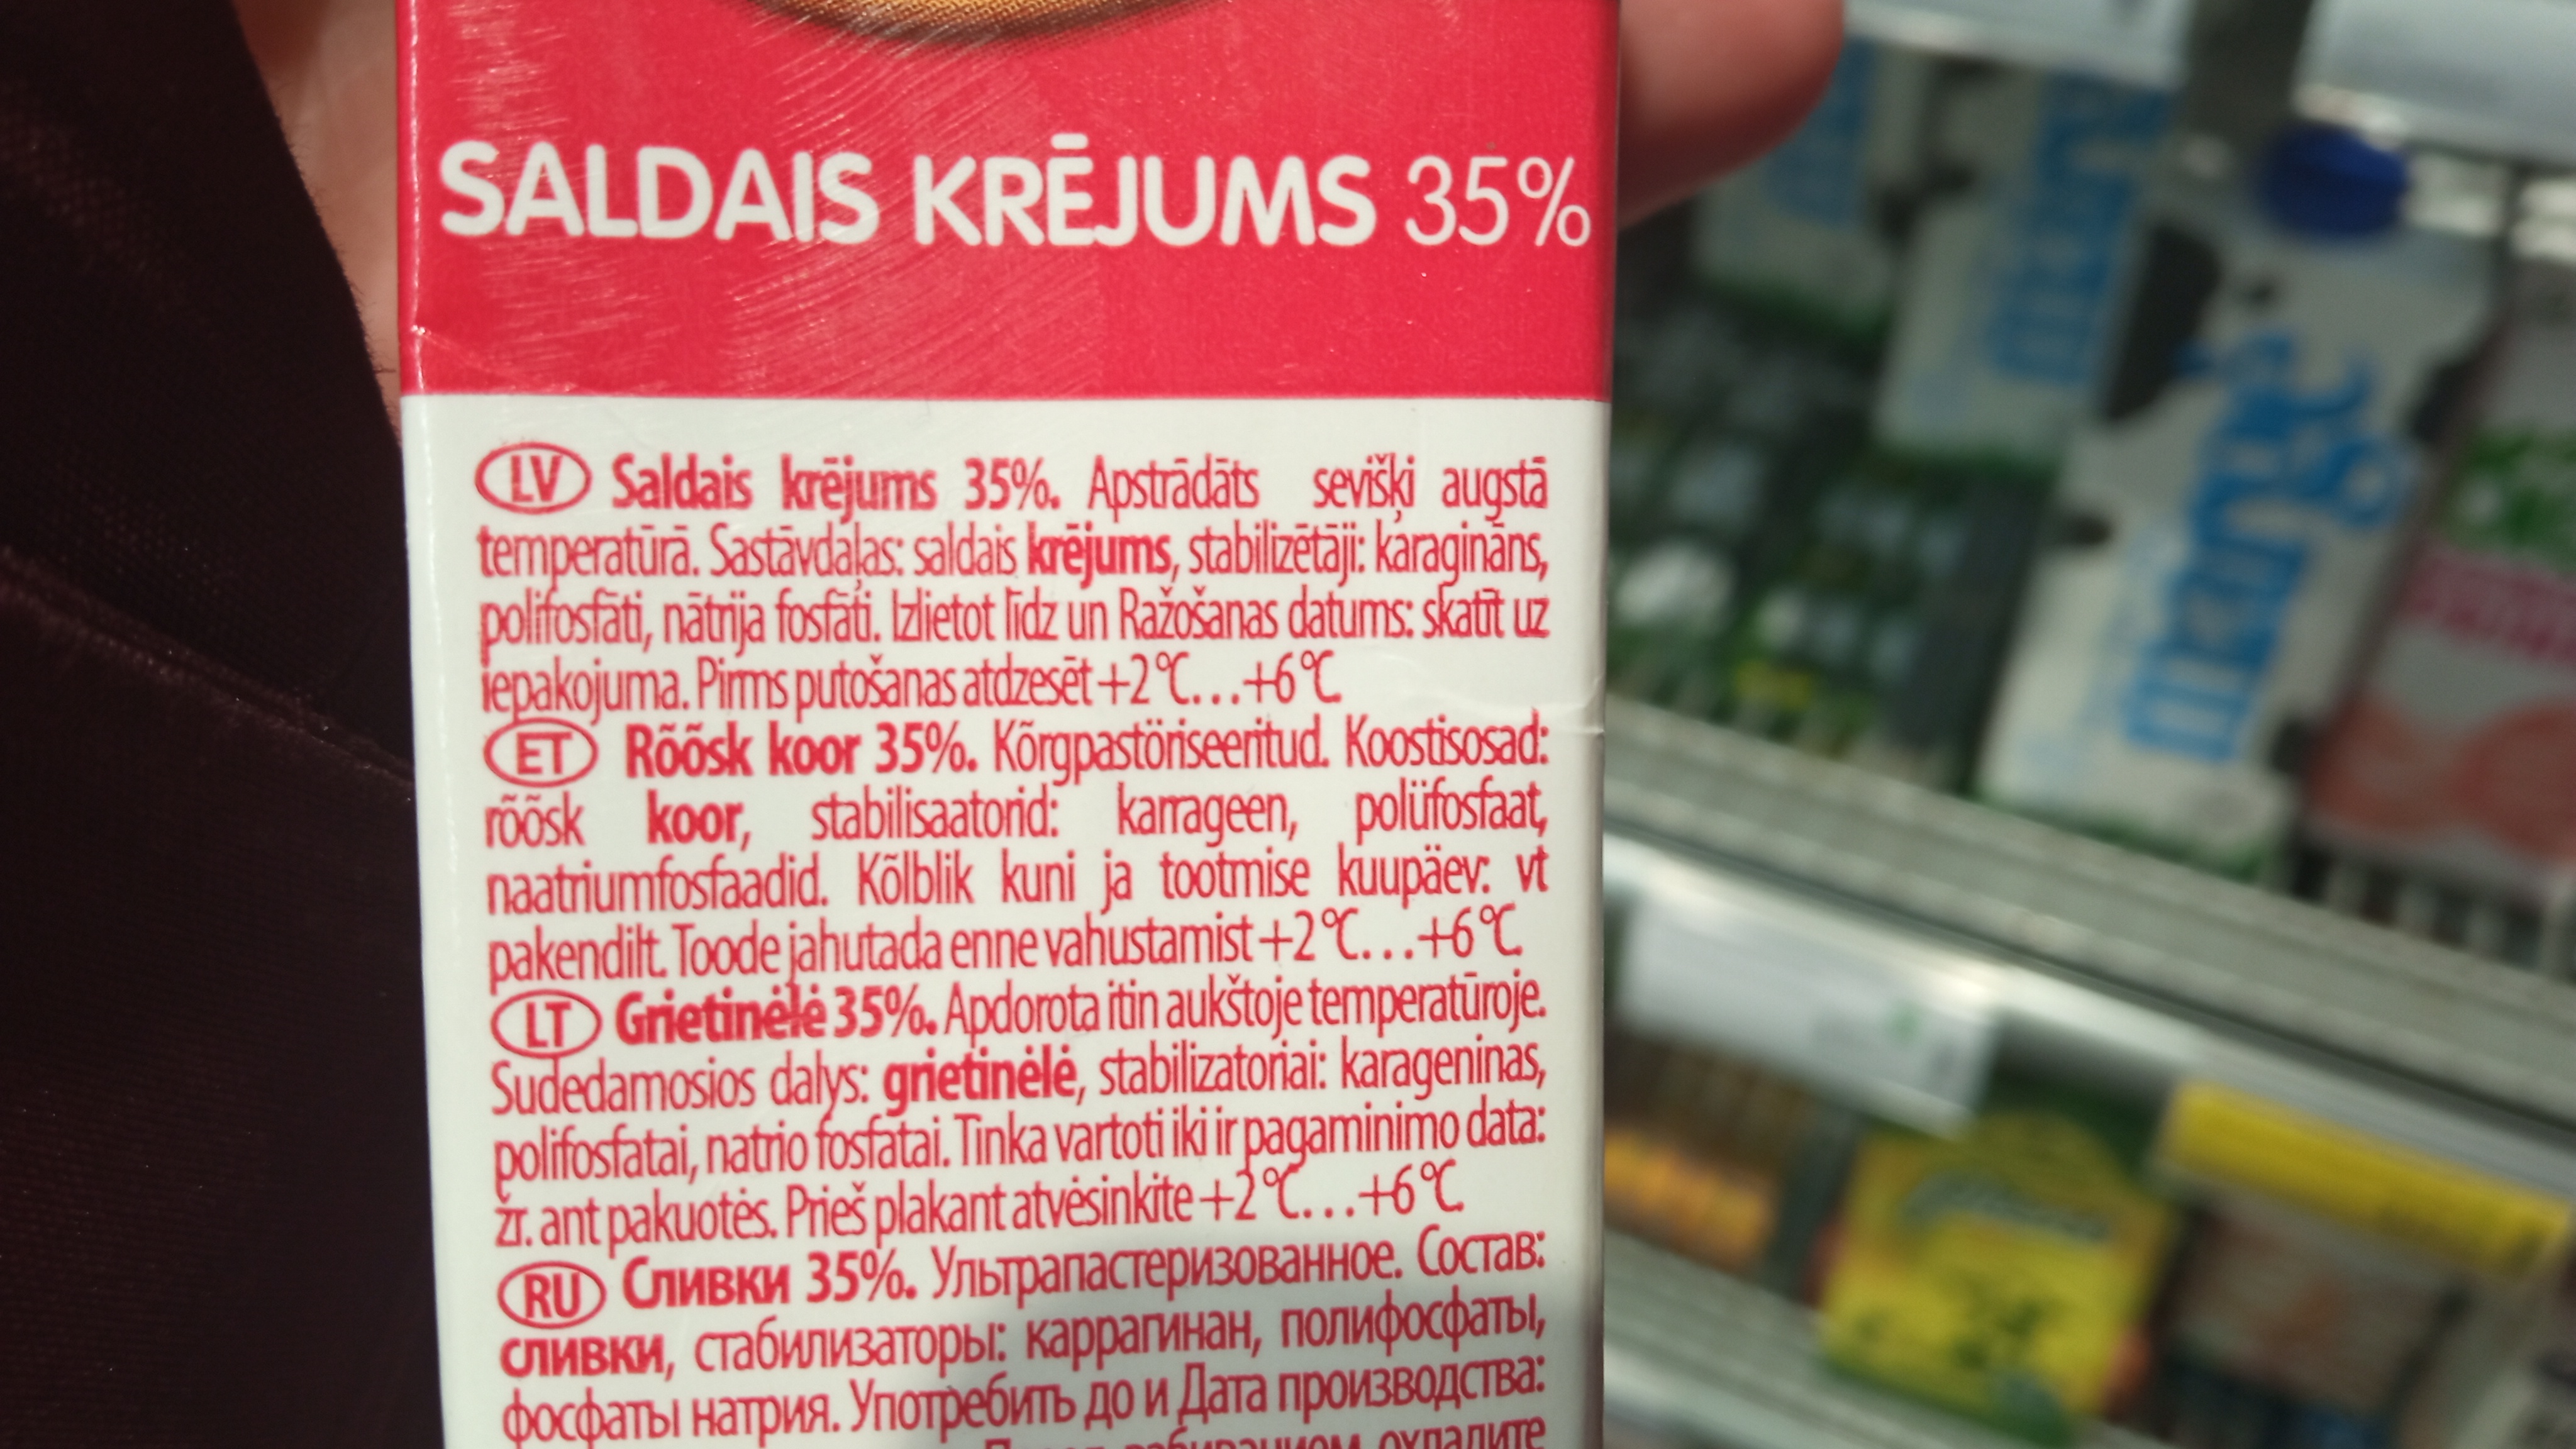 SALDAIS KRĒJUMS 35%
LV Saldais krējums 35%. Apstrādāts sevišķi augstā
temperatūrā. Sastāvdaļas: saldais krējums, stabilizētāji: karagināns,
polifosfāti, nātrija fosfāti. Izlietot līdz un Ražošanas datums: skatīt uz
iepakojuma. Pirms putošanas atdzesēt +2°C...+6°C
ET Rõõsk koor 35%. Kõrgpastöriseeritud. Koostisosad:
rõõsk koor, stabilisaatorid: karrageen, polüfosfaat,
naatriumfosfaadid. Kõlblik kuni ja tootmise kuupäev: vt
pakendilt. Toode jahutada enne vahustamist +2°C...+6°C
LT Grietinėlė 35%. Apdorota itin aukštoje temperatūroje.
Sudedamosios dalys: grietinėlė, stabilizatoriai: karageninas,
polifosfatai, natrio fosfatai. Tinka vartoti iki ir pagaminimo data:
žr. ant pakuotės. Prieš plakant atvėsinkite +2°C...+6°C
RU Сливки 35%. Ультрапастеризованное. Состав:
сливки, стабилизаторы: каррагинан, полифосфаты,
фосфаты натрия. Употребить до и Дата производства:
взбиванием охладите